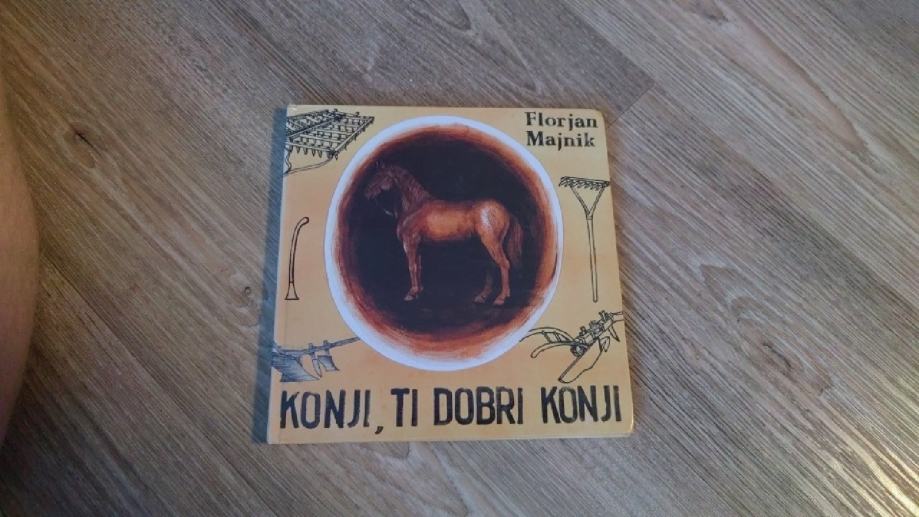 Florjan
Majnik
KONJI, TI DOBRI KONJI